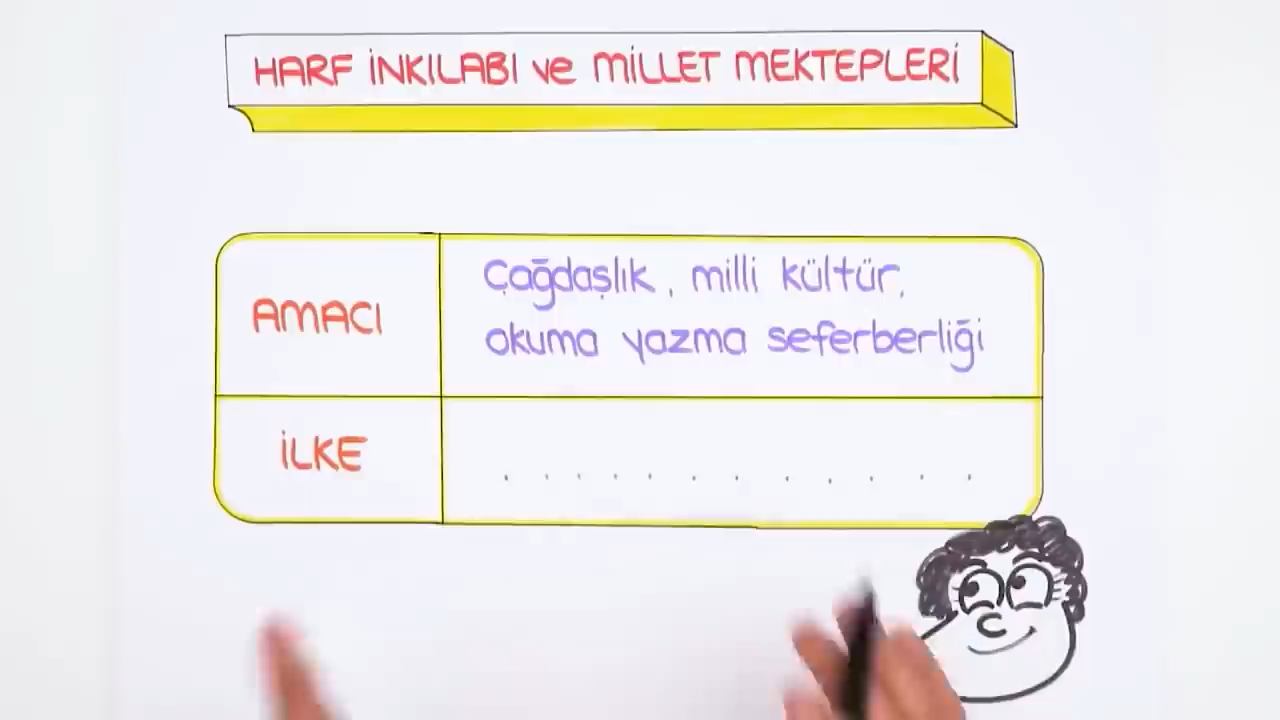 HARF İNKILABI ve MİLLET MEKTEPLERİ
AMACI
Çağdaşlık, milli kültür,
okuma yazma seferberliği
İLKE
. . . . . . . . . . .